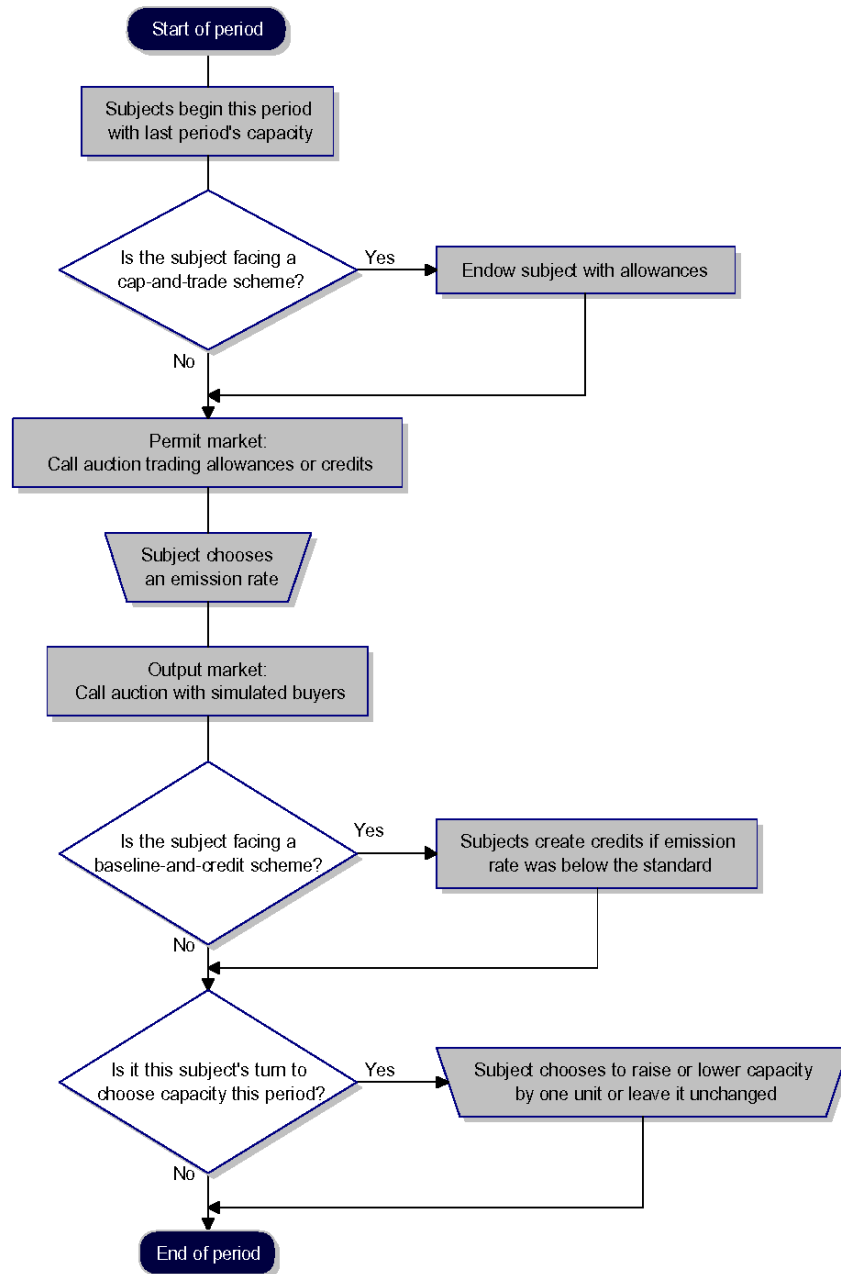 Start of period
Subjects begin this period
with last period's capacity
Is the subject facing a
cap-and-trade scheme?
Yes
Endow subject with allowances
No
Permit market:
Call auction trading allowances or credits
Subject chooses
an emission rate
Output market:
Call auction with simulated buyers
Is the subject facing a
baseline-and-credit scheme?
Yes
Subjects create credits if emission
rate was below the standard
No
Is it this subject's turn to
choose capacity this period?
Yes
Subject chooses to raise or lower capacity
by one unit or leave it unchanged
No
End of period